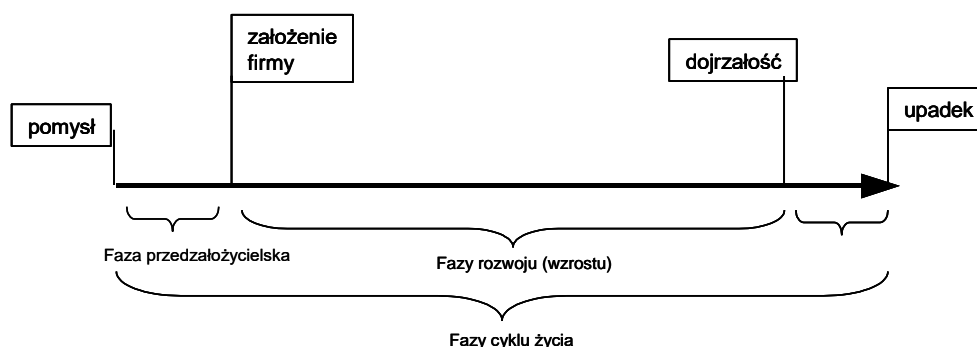 założenie
firmy
dojrzałość
upadek
pomysł
Faza przedzałożycielska
Fazy rozwoju (wzrostu)
Fazy cyklu życia